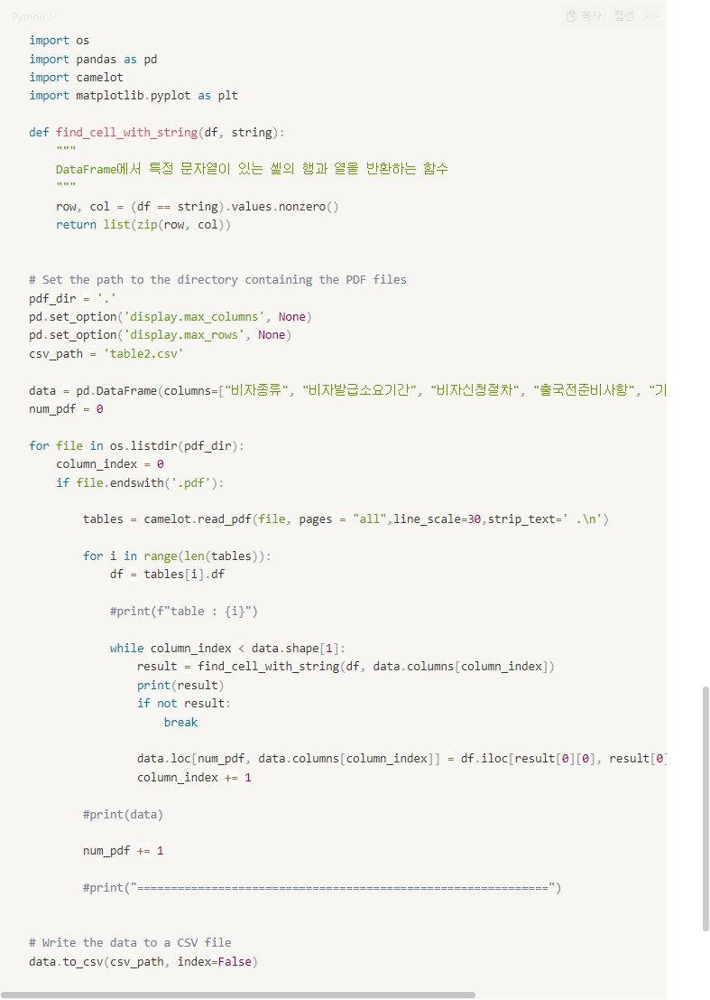 Python
복사 캡션 ···
import os
import pandas as pd
import camelot
import matplotlib.pyplot as plt
def find_cell_with_string(df, string):
"""
DataFrame에서 특정 문자열이 있는 셀의 행과 열을 반환하는 함수
"""
row, col = (df == string).values.nonzero()
return list(zip(row, col))
# Set the path to the directory containing the PDF files
pdf_dir = '.'
pd.set_option('display.max_columns', None)
pd.set_option('display.max_rows', None)
csv_path = 'table2.csv'
data = pd.DataFrame(columns=["비자종류", "비자발급소요기간", "비자신청절차", "출국전준비사항", "기
num_pdf = 0
for file in os.listdir(pdf_dir):
column_index = 0
if file.endswith('.pdf'):
tables = camelot.read_pdf(file, pages = "all",line_scale=30,strip_text=' .\n')
for i in range(len(tables)):
df = tables[i].df
#print(f"table : {i}")
while column_index < data.shape[1]:
result = find_cell_with_string(df, data.columns[column_index])
print(result)
if not result:
break
data.loc[num_pdf, data.columns[column_index]] = df.iloc[result[0][0], result[0]
column_index += 1
#print(data)
num_pdf += 1
#print("=============================================================")
# Write the data to a CSV file
data.to_csv(csv_path, index=False)